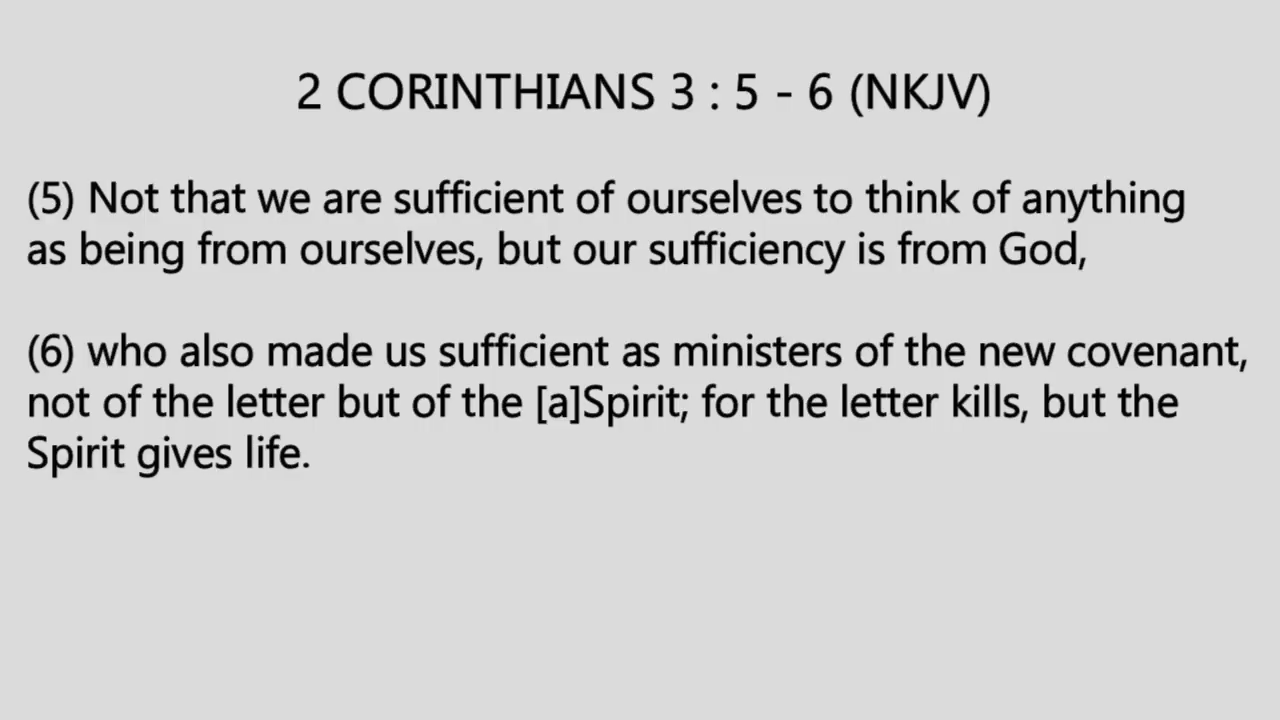 2 CORINTHIANS 3 : 5 - 6 (NKJV)
(5) Not that we are sufficient of ourselves to think of anything
as being from ourselves, but our sufficiency is from God,
(6) who also made us sufficient as ministers of the new covenant,
not of the letter but of the [a]Spirit; for the letter kills, but the
Spirit gives life.